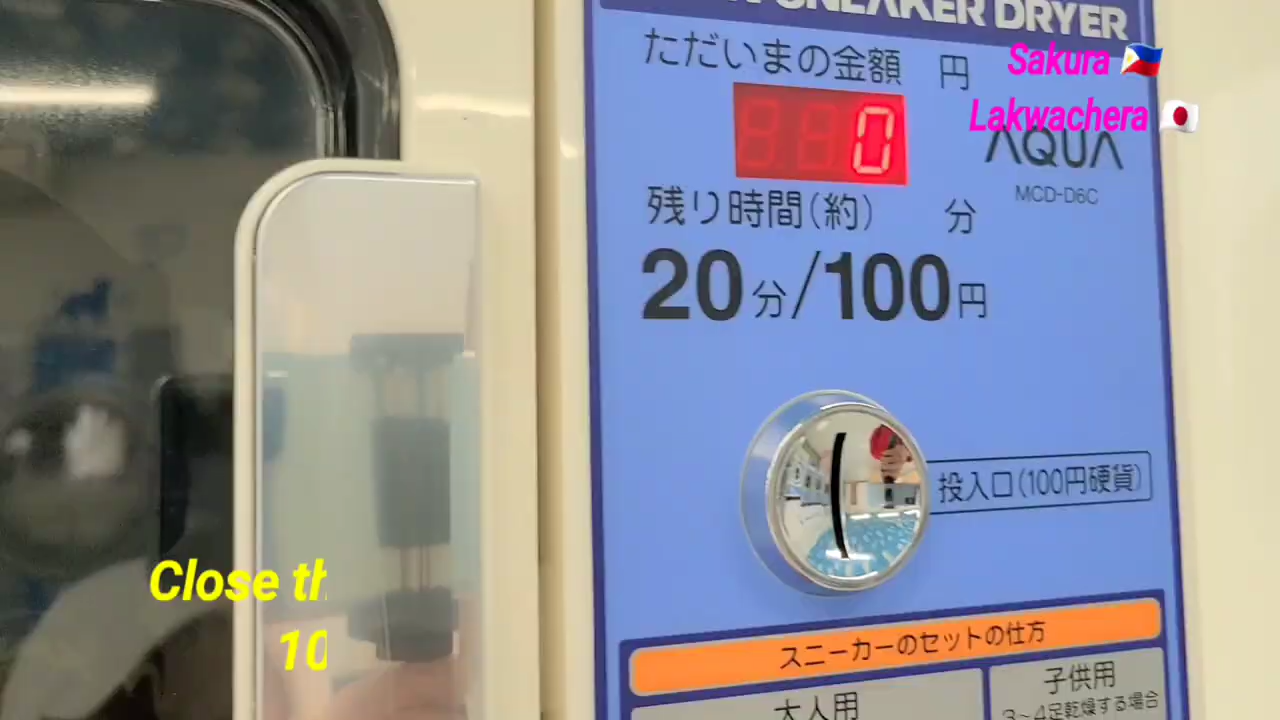 SNEAKER DRYER
ただいまの金額 円
Sakura 🇵🇭
Lakwachera 🇯🇵
0
AQUA
MCD-D6C
残り時間(約) 分
20分/100円
投入口(100円硬貨)
Close th
10
スニーカーのセットの仕方
大人用
子供用
3~4足乾燥する場合